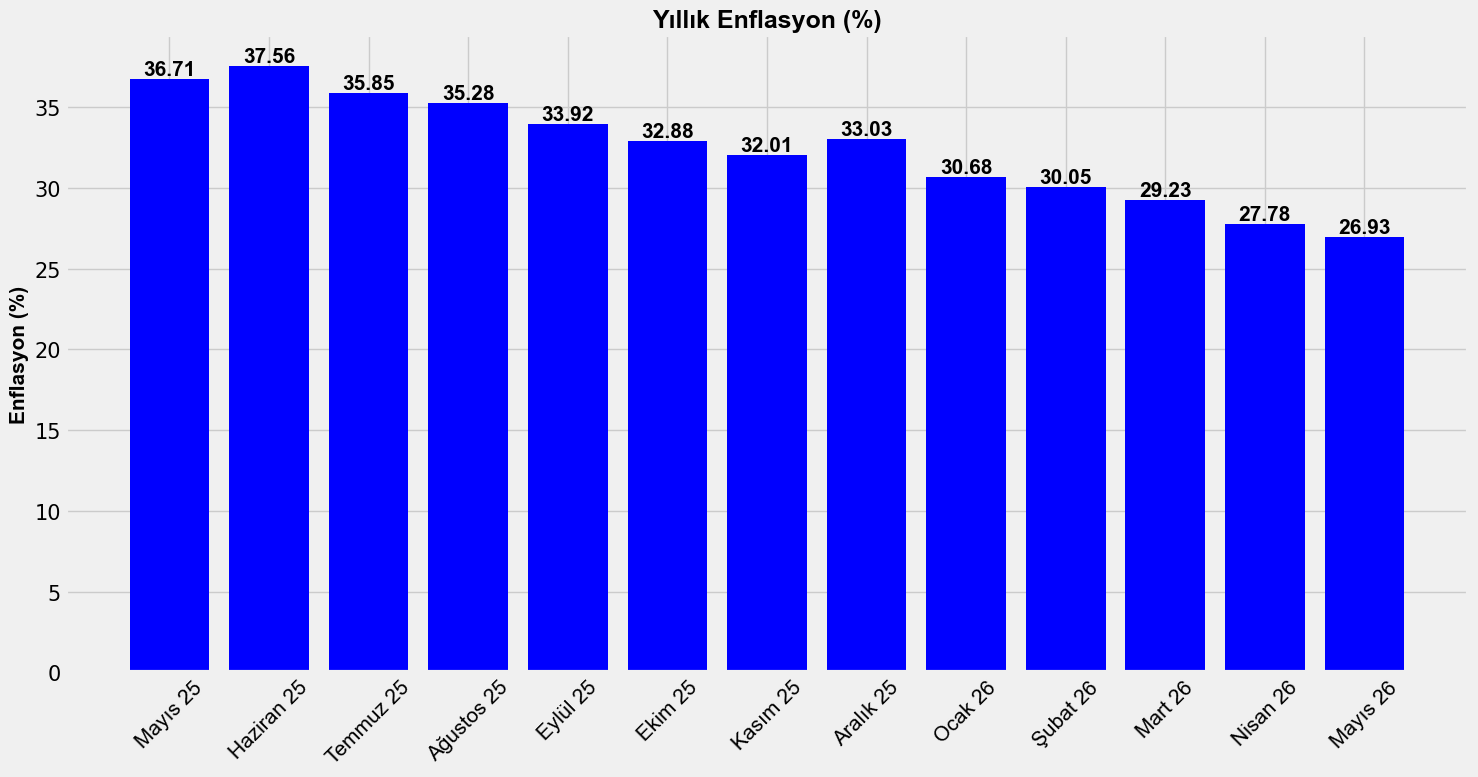 Yıllık Enflasyon (%)
Enflasyon (%)
35
30
25
20
15
10
5
0
36.71
37.56
35.85
35.28
33.92
32.88
32.01
33.03
30.68
30.05
29.23
27.78
26.93
Mayıs 25
Haziran 25
Temmuz 25
Ağustos 25
Eylül 25
Ekim 25
Kasım 25
Aralık 25
Ocak 26
Şubat 26
Mart 26
Nisan 26
Mayıs 26